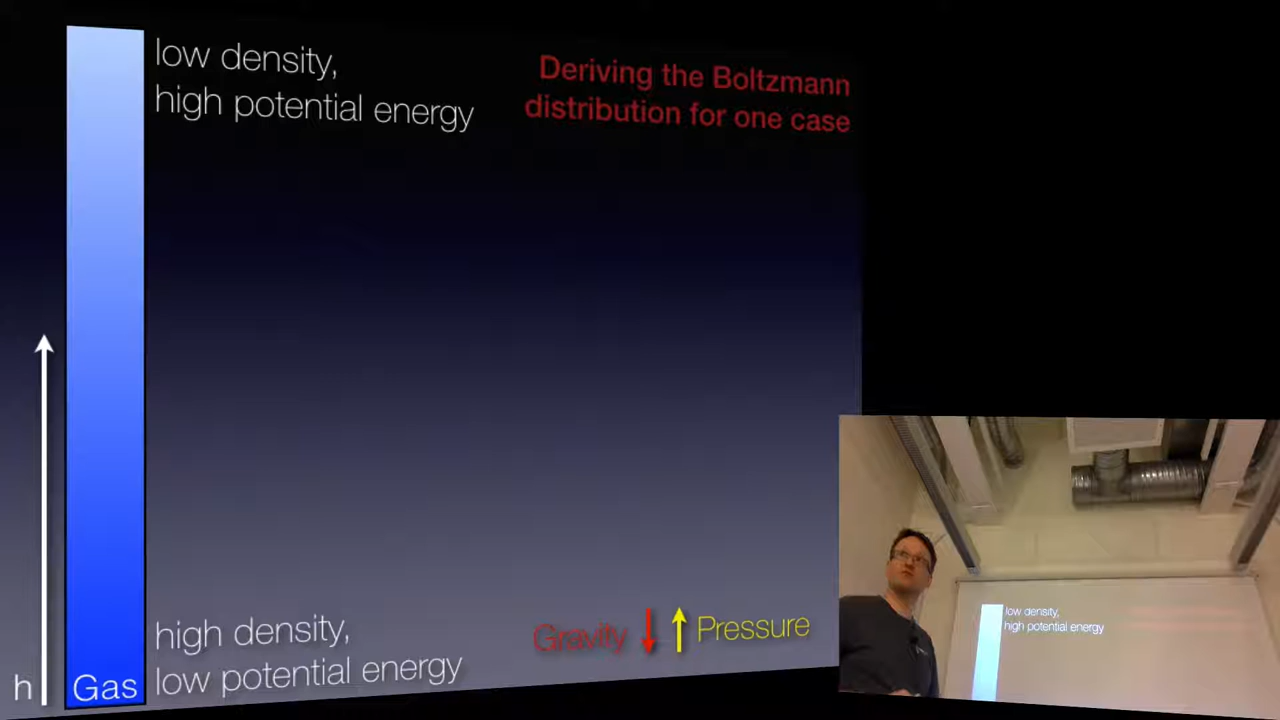 low density,
high potential energy
Deriving the Boltzmann
distribution for one case
high density,
low potential energy
Gravity
Pressure
h
Gas
low density,
high potential energy